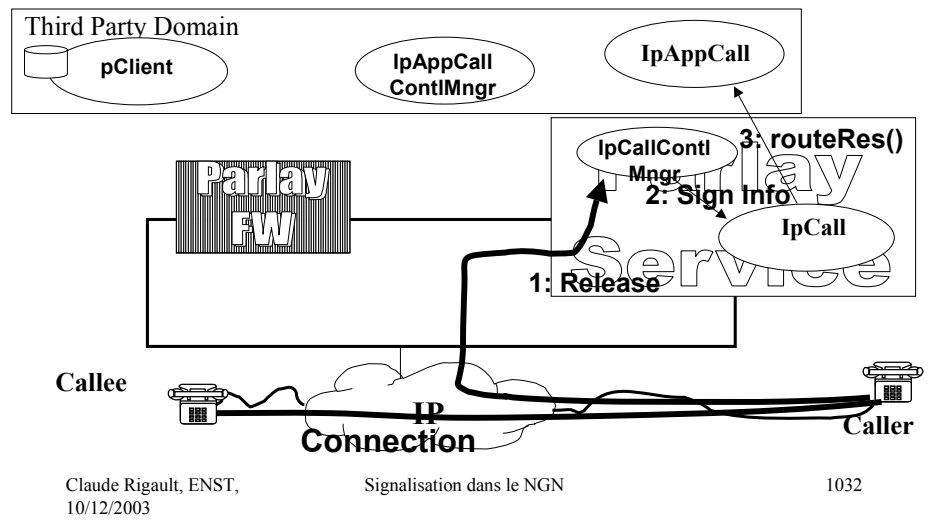 Third Party Domain
pClient
IpAppCall
ContlMngr
IpAppCall
IpCallContl
Mngr
3: routeRes()
2: Sign Info
IpCall
Parlay
Service
Parlay
FW
1: Release
Callee
IP
Connection
Caller
Claude Rigault, ENST,
10/12/2003
Signalisation dans le NGN
1032